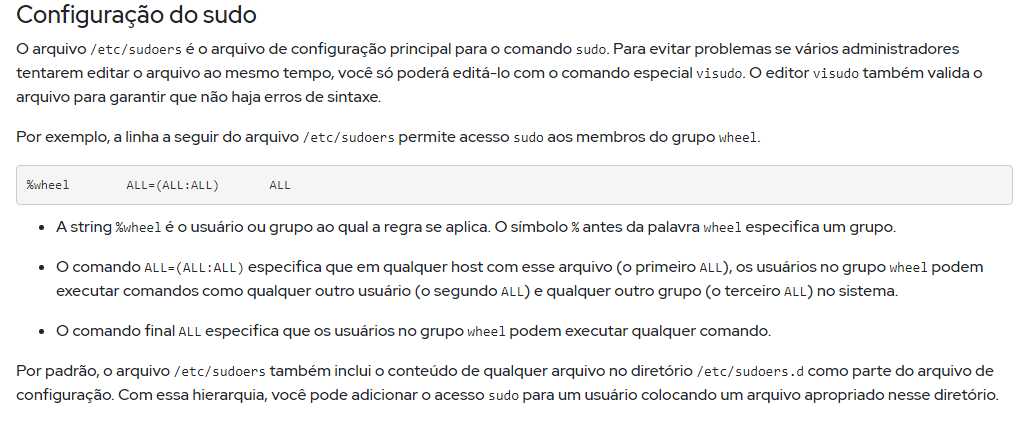 Configuração do sudo
O arquivo /etc/sudoers é o arquivo de configuração principal para o comando sudo. Para evitar problemas se vários administradores
tentarem editar o arquivo ao mesmo tempo, você só poderá editá-lo com o comando especial visudo. O editor visudo também valida o
arquivo para garantir que não haja erros de sintaxe.
Por exemplo, a linha a seguir do arquivo /etc/sudoers permite acesso sudo aos membros do grupo wheel.
%wheel        ALL=(ALL:ALL)       ALL
• A string %wheel é o usuário ou grupo ao qual a regra se aplica. O símbolo % antes da palavra wheel especifica um grupo.
• O comando ALL=(ALL:ALL) especifica que em qualquer host com esse arquivo (o primeiro ALL), os usuários no grupo wheel podem
executar comandos como qualquer outro usuário (o segundo ALL) e qualquer outro grupo (o terceiro ALL) no sistema.
• O comando final ALL especifica que os usuários no grupo wheel podem executar qualquer comando.
Por padrão, o arquivo /etc/sudoers também inclui o conteúdo de qualquer arquivo no diretório /etc/sudoers.d como parte do arquivo de
configuração. Com essa hierarquia, você pode adicionar o acesso sudo para um usuário colocando um arquivo apropriado nesse diretório.